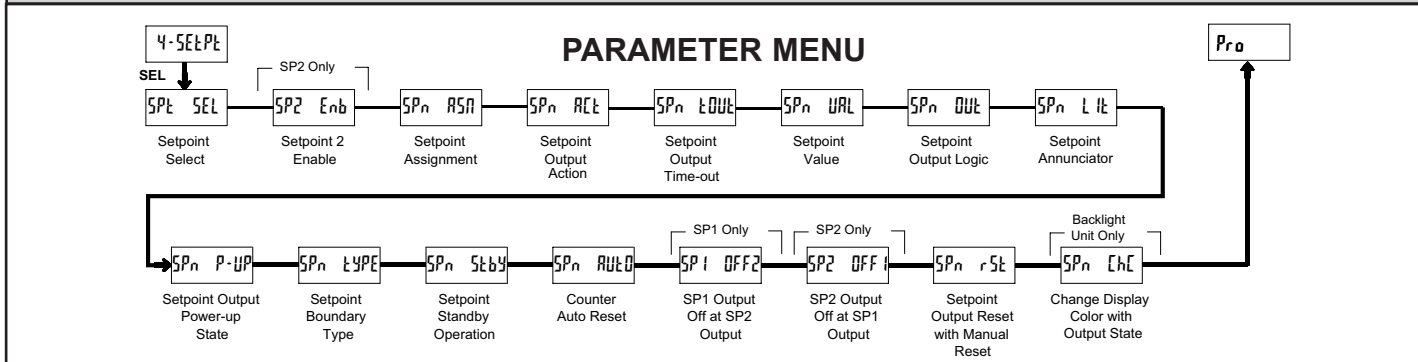 4-SEtPt
PARAMETER MENU
Pro
SEL
SP2 Only
SPt SEL
SP2 Enb
SPn ASN
SPn ACt
SPn tOUt
SPn VAL
SPn OUt
SPn LIt
Setpoint
Select
Setpoint 2
Enable
Setpoint
Assignment
Setpoint
Output
Action
Setpoint
Output
Time-out
Setpoint
Value
Setpoint
Output Logic
Setpoint
Annunciator
SP1 Only
SP2 Only
Backlight
Unit Only
SPn P-UP
SPn tYPE
SPn Stby
SPn AUtO
SP1 OFF2
SP2 OFF1
SPn rSt
SPn ChC
Setpoint Output
Power-up
State
Setpoint
Boundary
Type
Setpoint
Standby
Operation
Counter
Auto Reset
SP1 Output
Off at SP2
Output
SP2 Output
Off at SP1
Output
Setpoint
Output Reset
with Manual
Reset
Change Display
Color with
Output State